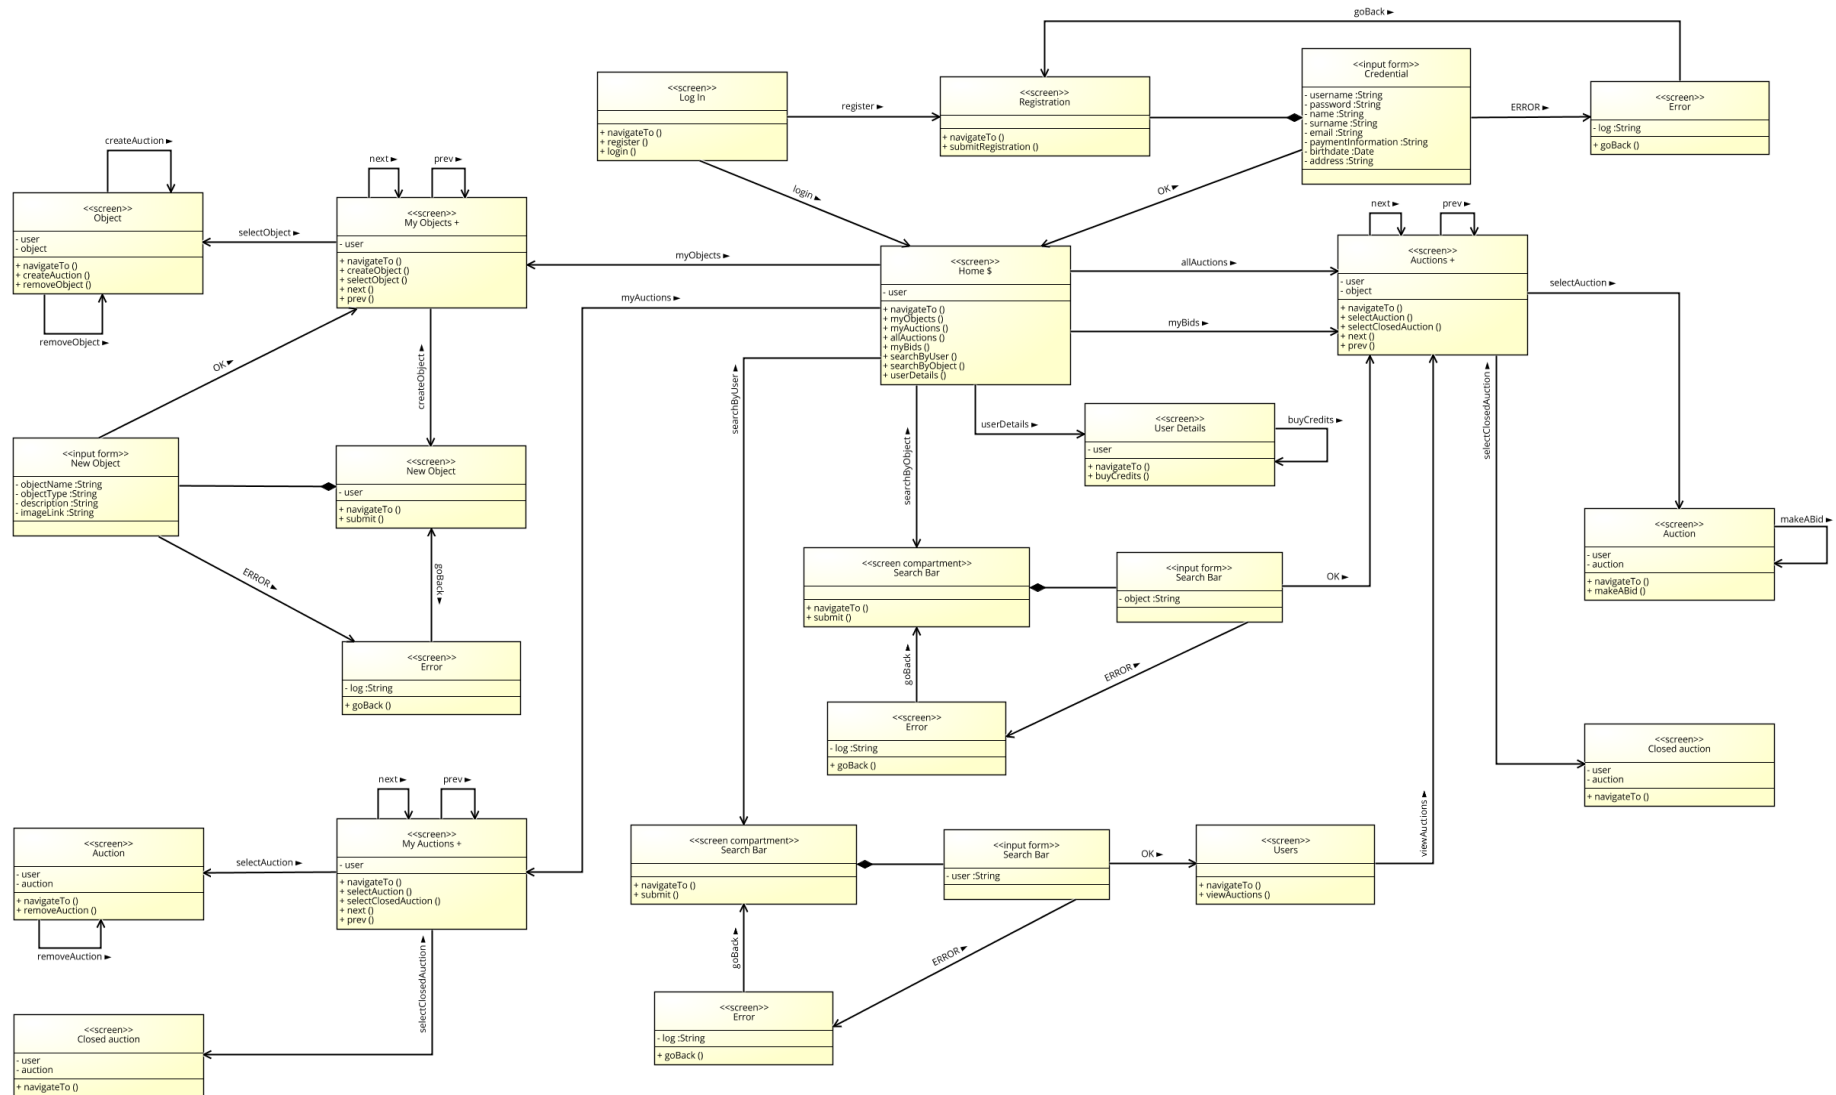 goBack ►
<<screen>>
Log In
+ navigateTo ()
+ register ()
+ login ()
register ►
<<screen>>
Registration
+ navigateTo ()
+ submitRegistration ()
<<input form>>
Credential
- username :String
- password :String
- name :String
- surname :String
- email :String
- paymentInformation :String
- birthdate :Date
- address :String
ERROR ►
<<screen>>
Error
- log :String
+ goBack ()
login ►
OK ►
createAuction ►
<<screen>>
Object
- user
- object
+ navigateTo ()
+ createAuction ()
+ removeObject ()
removeObject ►
selectObject ►
next ►
prev ►
<<screen>>
My Objects +
- user
+ navigateTo ()
+ createObject ()
+ selectObject ()
+ next ()
+ prev ()
myObjects ►
myAuctions ►
<<screen>>
Home $
- user
+ navigateTo ()
+ myObjects ()
+ myAuctions ()
+ allAuctions ()
+ myBids ()
+ searchByUser ()
+ searchByObject ()
+ userDetails ()
allAuctions ►
myBids ►
next ►
prev ►
<<screen>>
Auctions +
- user
- object
+ navigateTo ()
+ selectAuction ()
+ selectClosedAuction ()
+ next ()
+ prev ()
selectAuction ►
OK ►
createObject ►
searchByUser ►
searchByObject ►
userDetails ►
<<screen>>
User Details
- user
+ navigateTo ()
+ buyCredits ()
buyCredits ►
selectClosedAuction ►
<<input form>>
New Object
- objectName :String
- objectType :String
- description :String
- imageLink :String
<<screen>>
New Object
- user
+ navigateTo ()
+ submit ()
ERROR ►
goBack ►
<<screen>>
Error
- log :String
+ goBack ()
<<screen compartment>>
Search Bar
+ navigateTo ()
+ submit ()
<<input form>>
Search Bar
- object :String
OK ►
goBack ►
ERROR ►
<<screen>>
Error
- log :String
+ goBack ()
<<screen>>
Auction
- user
- auction
+ navigateTo ()
+ makeABid ()
makeABid ►
<<screen>>
Closed auction
- user
- auction
+ navigateTo ()
next ►
prev ►
<<screen>>
Auction
- user
- auction
+ navigateTo ()
+ removeAuction ()
removeAuction ►
selectAuction ►
<<screen>>
My Auctions +
- user
+ navigateTo ()
+ selectAuction ()
+ selectClosedAuction ()
+ next ()
+ prev ()
selectClosedAuction ►
<<screen>>
Closed auction
- user
- auction
+ navigateTo ()
<<screen compartment>>
Search Bar
+ navigateTo ()
+ submit ()
<<input form>>
Search Bar
- user :String
OK ►
<<screen>>
Users
+ navigateTo ()
+ viewAuctions ()
viewAuctions ►
goBack ►
ERROR ►
<<screen>>
Error
- log :String
+ goBack ()